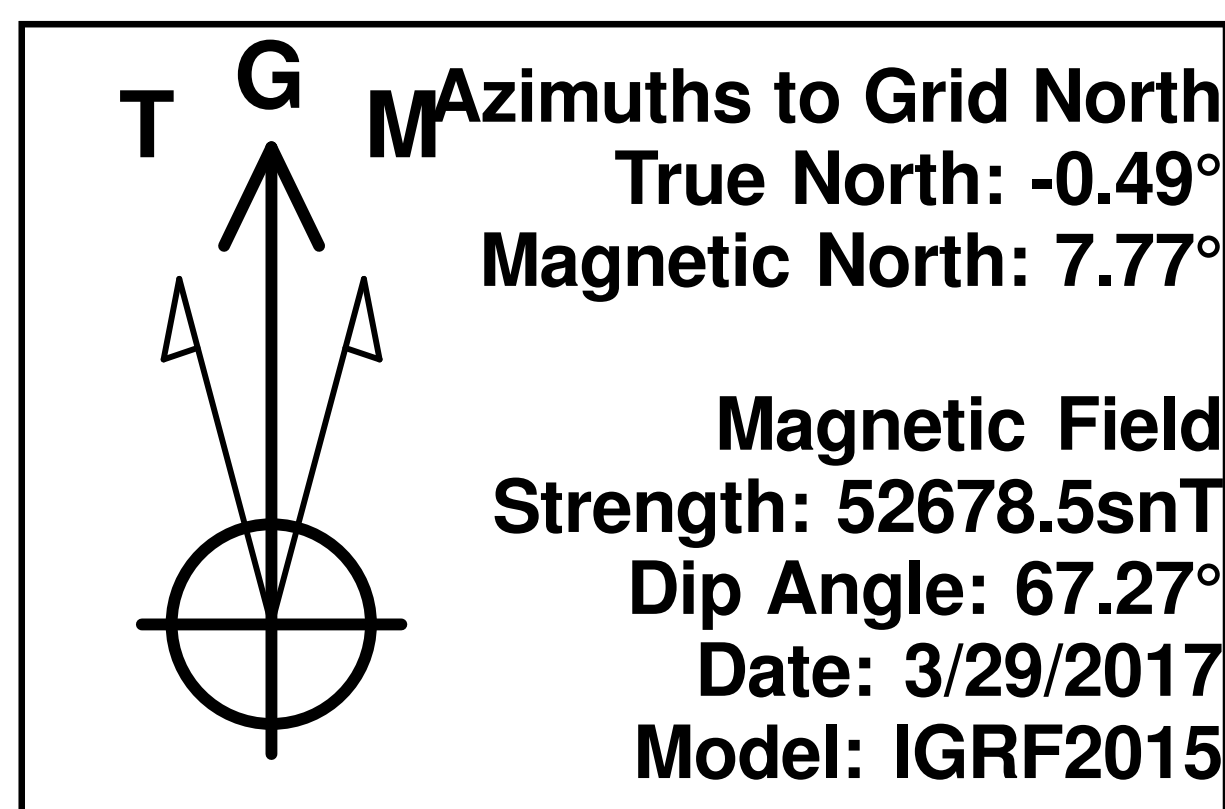 T G M
Azimuths to Grid North
True North: -0.49°
Magnetic North: 7.77°
Magnetic Field
Strength: 52678.5snT
Dip Angle: 67.27°
Date: 3/29/2017
Model: IGRF2015